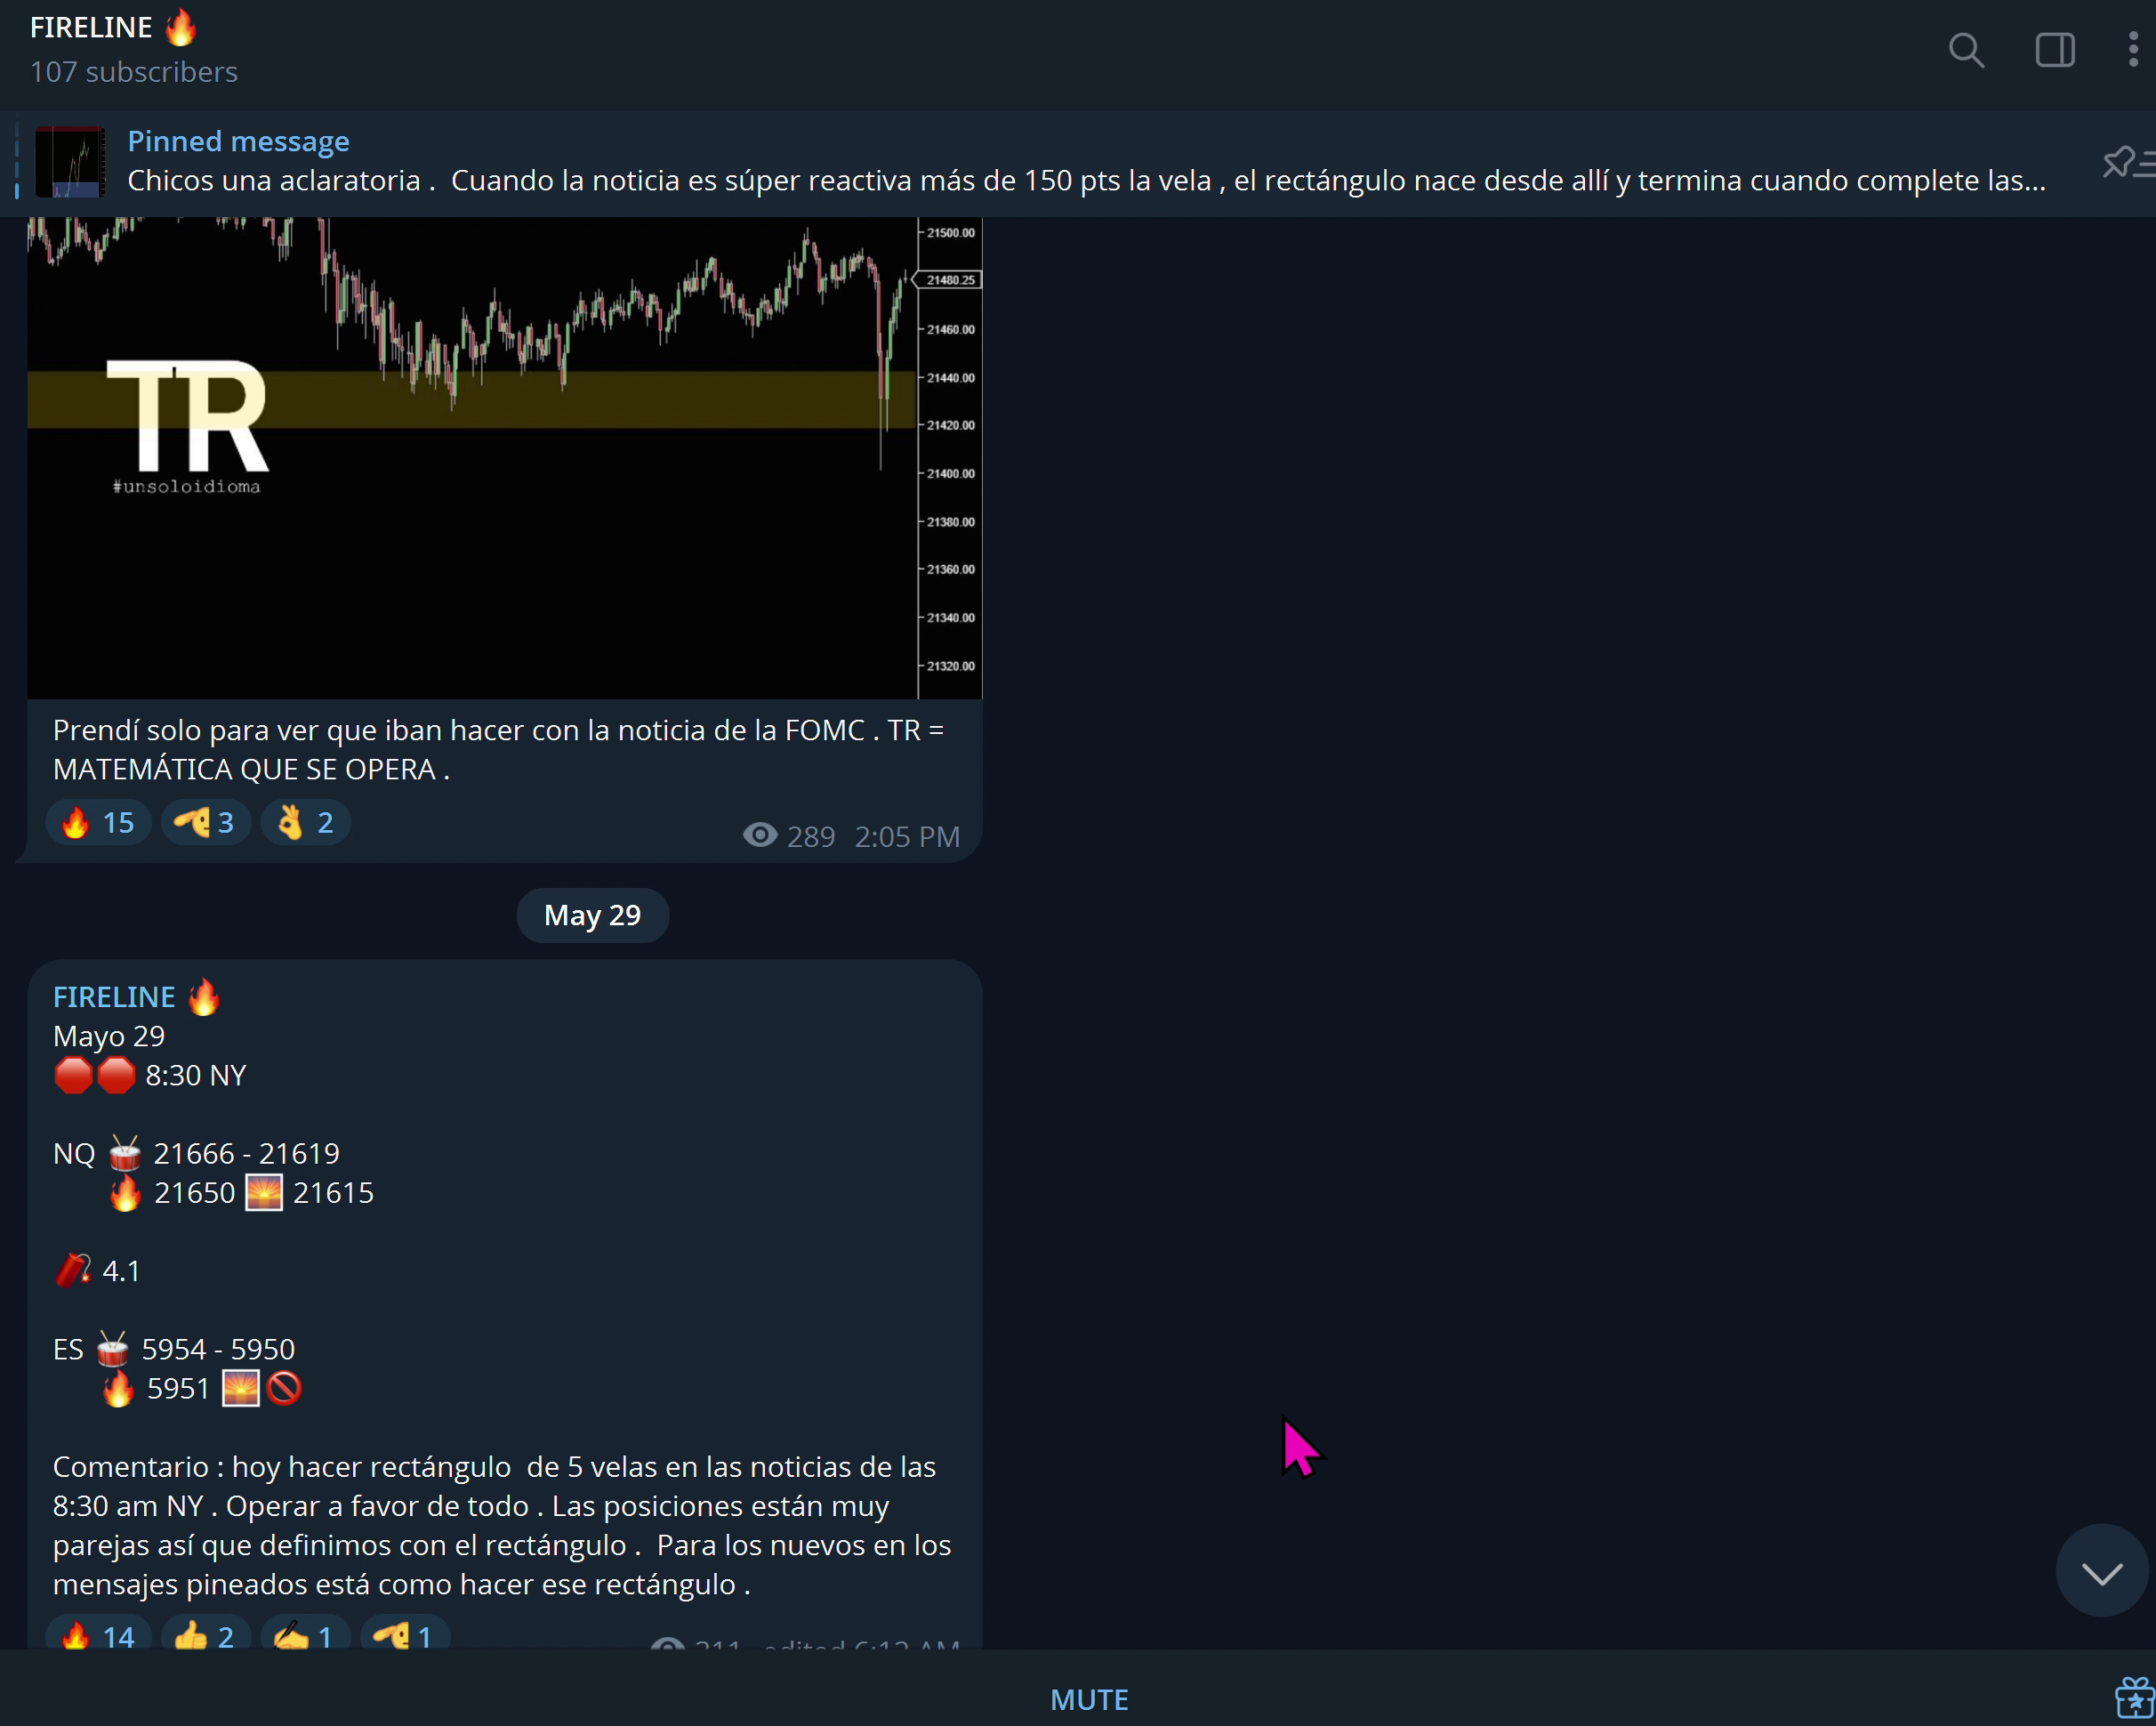 FIRELINE 🔥
107 subscribers
Pinned message
Chicos una aclaratoria .  Cuando la noticia es súper reactiva más de 150 pts la vela , el rectángulo nace desde allí y termina cuando complete las...
21500.00
21480.25
21460.00
21440.00
21420.00
21400.00
21380.00
21360.00
21340.00
21320.00
TR
#unsoloidioma
Prendí solo para ver que iban hacer con la noticia de la FOMC . TR =
MATEMÁTICA QUE SE OPERA .
🔥 15 🫰 3 👌 2
289 2:05 PM
May 29
FIRELINE 🔥
Mayo 29
🛑🛑 8:30 NY
NQ 🥁 21666 - 21619
🔥 21650 🌅 21615
🧨 4.1
ES 🥁 5954 - 5950
🔥 5951 🌅🚫
Comentario : hoy hacer rectángulo  de 5 velas en las noticias de las
8:30 am NY . Operar a favor de todo . Las posiciones están muy
parejas así que definimos con el rectángulo .  Para los nuevos en los
mensajes pineados está como hacer ese rectángulo .
🔥 14 👍 2 ✍ 1 1
311 edited 6:12 AM
MUTE